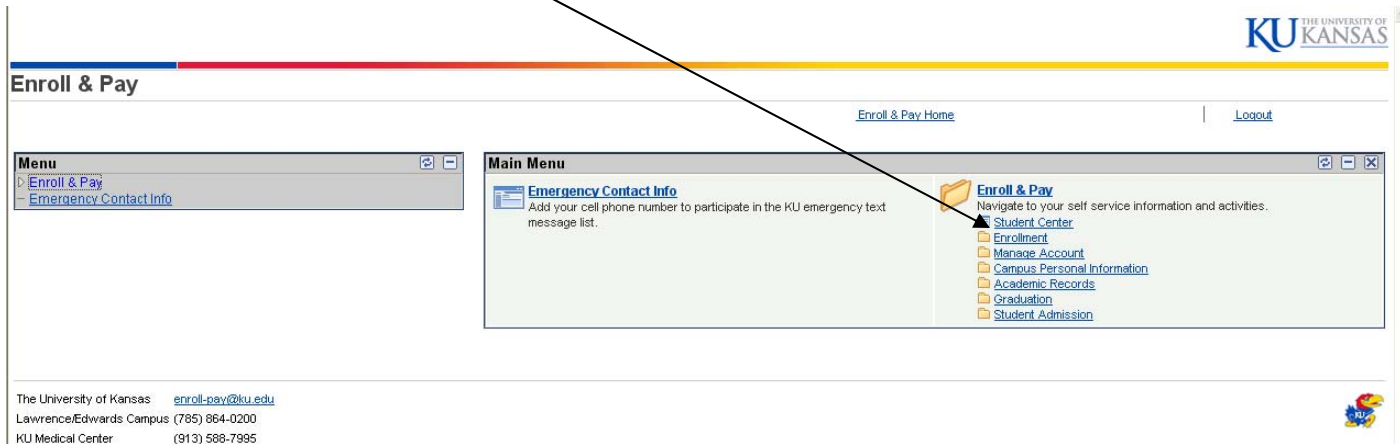 KU THE UNIVERSITY OF
KANSAS
Enroll & Pay
Enroll & Pay Home
Logout
Menu
Enroll & Pay
Emergency Contact Info
Main Menu
Emergency Contact Info
Add your cell phone number to participate in the KU emergency text
message list.
Enroll & Pay
Navigate to your self service information and activities.
Student Center
Enrollment
Manage Account
Campus Personal Information
Academic Records
Graduation
Student Admission
The University of Kansas enroll-pay@ku.edu
Lawrence/Edwards Campus (785) 864-0200
KU Medical Center (913) 588-7995
KU